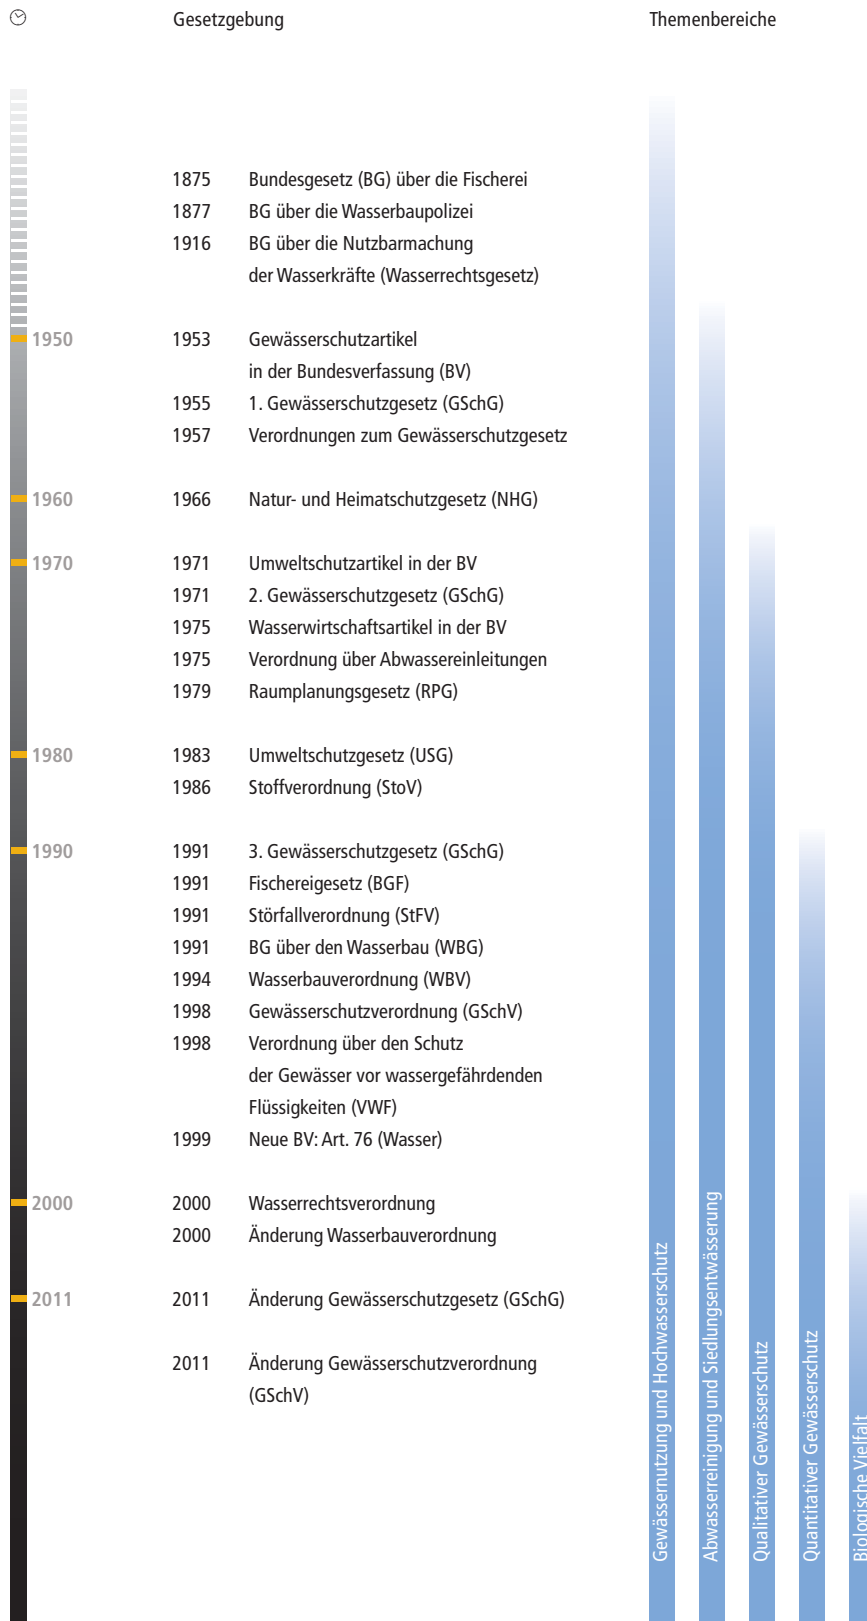 Gesetzgebung
Themenbereiche
1875 Bundesgesetz (BG) über die Fischerei
1877 BG über die Wasserbaupolizei
1916 BG über die Nutzbarmachung
der Wasserkräfte (Wasserrechtsgesetz)
1950
1953 Gewässerschutzartikel
in der Bundesverfassung (BV)
1955 1. Gewässerschutzgesetz (GSchG)
1957 Verordnungen zum Gewässerschutzgesetz
1960
1966 Natur- und Heimatschutzgesetz (NHG)
1970
1971 Umweltschutzartikel in der BV
1971 2. Gewässerschutzgesetz (GSchG)
1975 Wasserwirtschaftsartikel in der BV
1975 Verordnung über Abwassereinleitungen
1979 Raumplanungsgesetz (RPG)
1980
1983 Umweltschutzgesetz (USG)
1986 Stoffverordnung (StoV)
1990
1991 3. Gewässerschutzgesetz (GSchG)
1991 Fischereigesetz (BGF)
1991 Störfallverordnung (StFV)
1991 BG über den Wasserbau (WBG)
1994 Wasserbauverordnung (WBV)
1998 Gewässerschutzverordnung (GSchV)
1998 Verordnung über den Schutz
der Gewässer vor wassergefährdenden
Flüssigkeiten (VWF)
1999 Neue BV: Art. 76 (Wasser)
2000
2000 Wasserrechtsverordnung
2000 Änderung Wasserbauverordnung
2011
2011 Änderung Gewässerschutzgesetz (GSchG)
2011 Änderung Gewässerschutzverordnung
(GSchV)
Gewässernutzung und Hochwasserschutz
Abwasserreinigung und Siedlungsentwässerung
Qualitativer Gewässerschutz
Quantitativer Gewässerschutz
Biologische Vielfalt